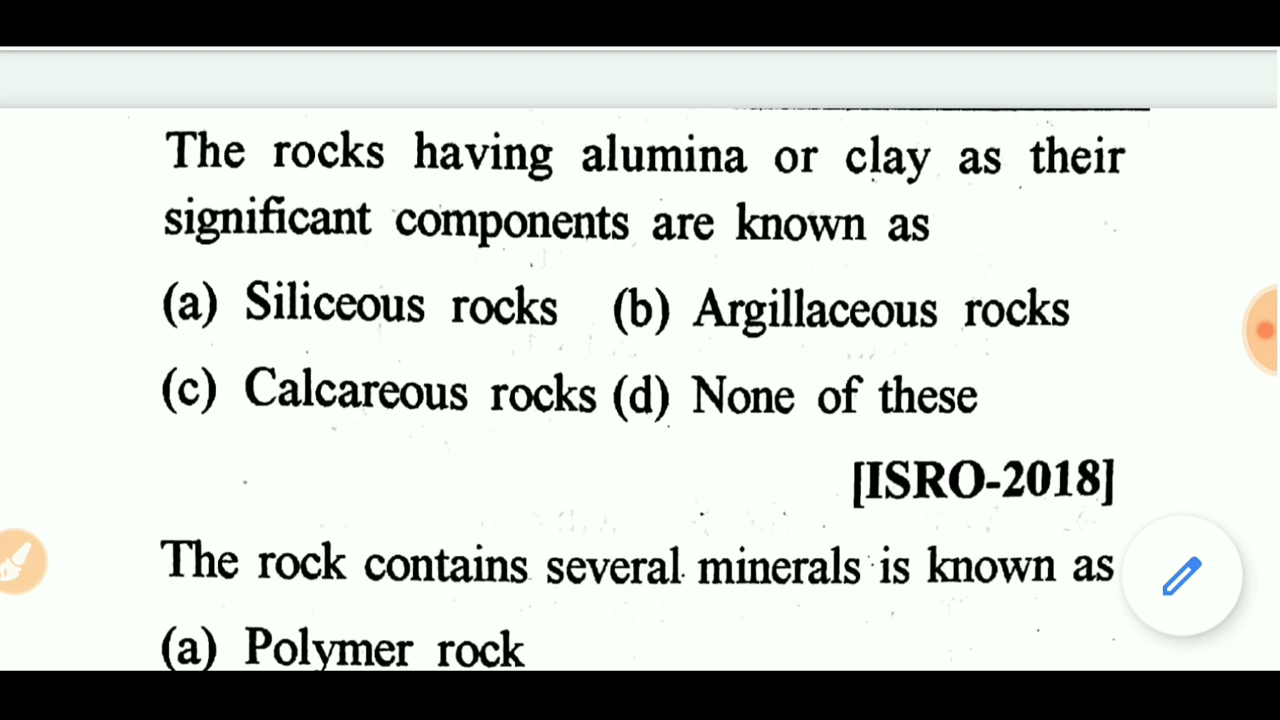 The rocks having alumina or clay as their
significant components are known as
(a) Siliceous rocks (b) Argillaceous rocks
(c) Calcareous rocks (d) None of these
[ISRO-2018]
The rock contains several minerals is known as
(a) Polymer rock